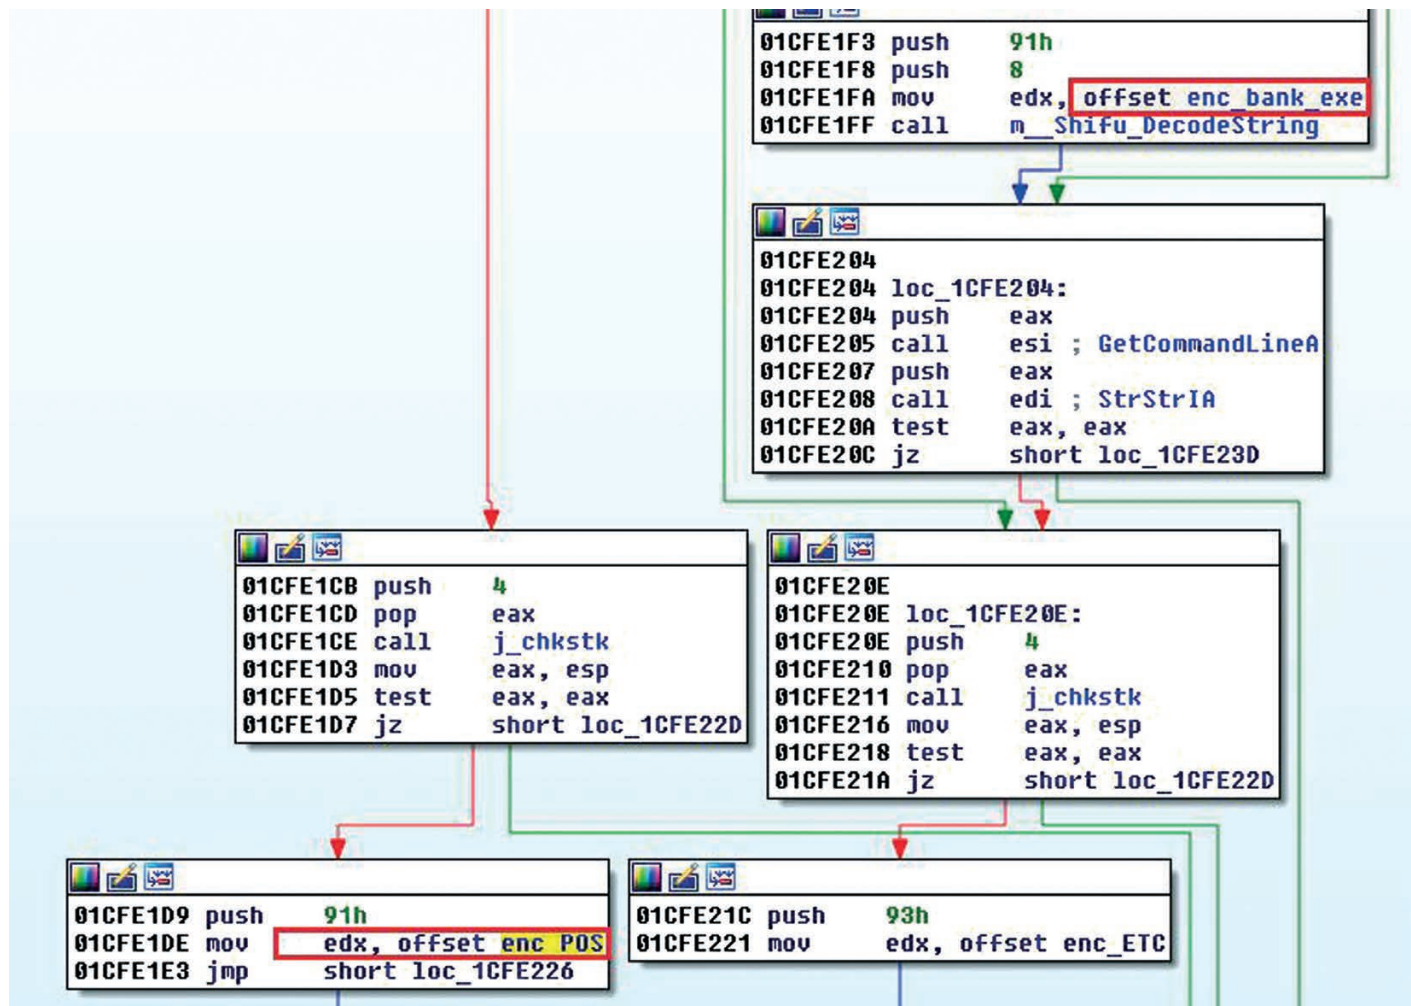 01CFE1F3 push 91h
01CFE1F8 push 8
01CFE1FA mov edx, offset enc_bank_exe
01CFE1FF call m__Shifu_DecodeString
01CFE204
01CFE204 loc_1CFE204:
01CFE204 push eax
01CFE205 call esi ; GetCommandLineA
01CFE207 push eax
01CFE208 call edi ; StrStrIA
01CFE20A test eax, eax
01CFE20C jz short loc_1CFE23D
01CFE1CB push 4
01CFE1CD pop eax
01CFE1CE call j_chkstk
01CFE1D3 mov eax, esp
01CFE1D5 test eax, eax
01CFE1D7 jz short loc_1CFE22D
01CFE20E
01CFE20E loc_1CFE20E:
01CFE20E push 4
01CFE210 pop eax
01CFE211 call j_chkstk
01CFE216 mov eax, esp
01CFE218 test eax, eax
01CFE21A jz short loc_1CFE22D
01CFE1D9 push 91h
01CFE1DE mov edx, offset enc_POS
01CFE1E3 jmp short loc_1CFE226
01CFE21C push 93h
01CFE221 mov edx, offset enc_ETC